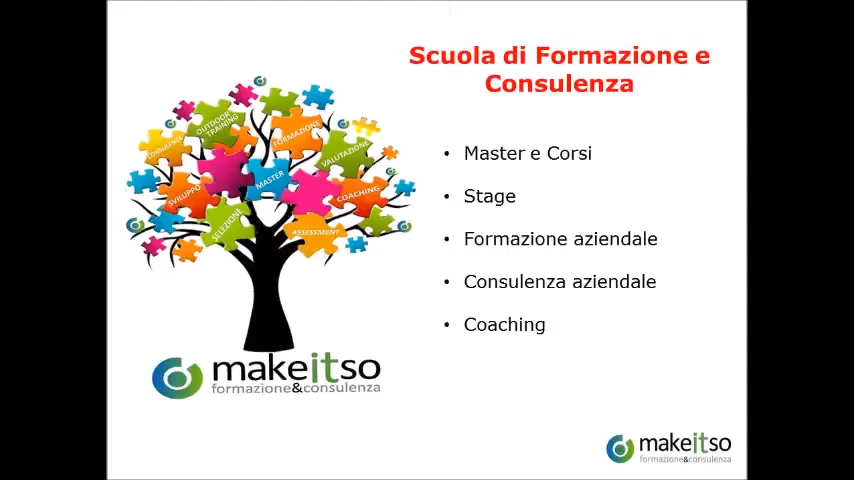 Scuola di Formazione e
Consulenza
• Master e Corsi
• Stage
• Formazione aziendale
• Consulenza aziendale
• Coaching
OUTDOOR
TRAINING
FORMAZIONE
CONSULENZA
VALUTAZIONE
MASTER
SVILUPPO
COACHING
SELEZIONE
ASSESSMENT
makeitso
formazione&consulenza
makeitso
formazione&consulenza